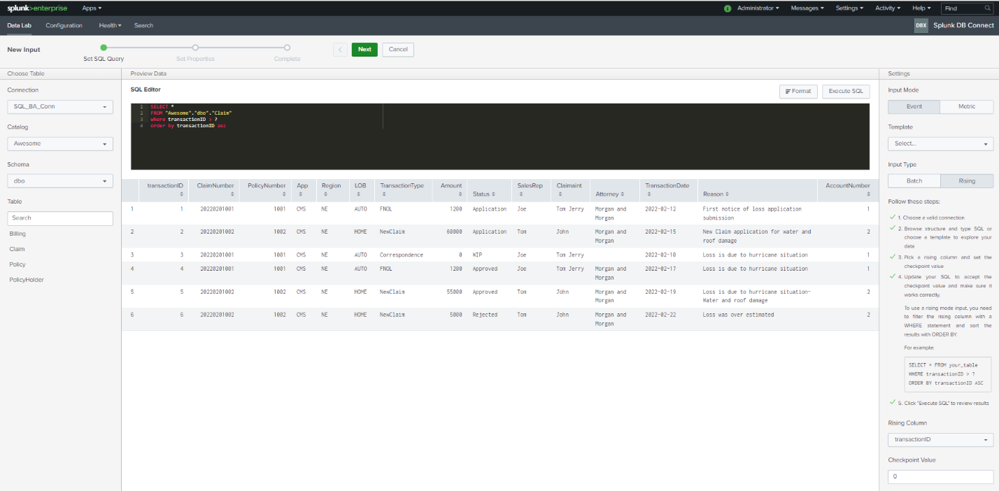 splunk>enterprise Apps Administrator Messages Settings Activity Help Find
Data Lab Configuration Health Search DBX Splunk DB Connect
New Input Set SQL Query Set Properties Complete < Next Cancel
Choose Table
Connection
SQL_BA_Conn
Catalog
Awesome
Schema
dbo
Table
Search
Billing
Claim
Policy
PolicyHolder
Preview Data
SQL Editor Format Execute SQL
1 SELECT *
2 FROM "Awesome"."dbo"."Claim"
3 where transactionID > ?
4 order by transactionID asc
transactionID ClaimNumber PolicyNumber App Region LOB TransactionType Amount Status SalesRep Claimaint Attorney TransactionDate Reason AccountNumber
1 1 20220201001 1001 CMS NE AUTO FNOL 1200 Application Joe Tom Jerry Morgan and 2022-02-12 First notice of loss application 1
Morgan submission
2 2 20220201002 1002 CMS NE HOME NewClaim 60000 Application Tom John Morgan and 2022-02-15 New Claim application for water and 2
Morgan roof damage
3 3 20220201001 1001 CMS NE AUTO Correspondence 0 WIP Joe Tom Jerry 2022-02-10 Loss is due to hurricane situation 1
4 4 20220201001 1001 CMS NE AUTO FNOL 1200 Approved Joe Tom Jerry Morgan and 2022-02-17 Loss is due to hurricane situation 1
Morgan
5 5 20220201002 1002 CMS NE HOME NewClaim 55000 Approved Tom John Morgan and 2022-02-19 Loss is due to hurricane situation- 2
Morgan Water and roof damage
6 6 20220201002 1002 CMS NE HOME NewClaim 5000 Rejected Tom John Morgan and 2022-02-22 Loss was over estimated 2
Morgan
Settings
Input Mode
Event Metric
Template
Select...
Input Type
Batch Rising
Follow these steps:
1. Choose a valid connection
2. Browse structure and type SQL or
choose a template to explore your
data
3. Pick a rising column and set the
checkpoint value
4. Update your SQL to accept the
checkpoint value and make sure it
works correctly.
To use a rising mode input, you need
to filter the rising column with a
WHERE statement and sort the
results with ORDER BY.
For example:
SELECT * FROM your_table
WHERE transactionID > ?
ORDER BY transactionID ASC
5. Click "Execute SQL" to review results
Rising Column
transactionID
Checkpoint Value
0